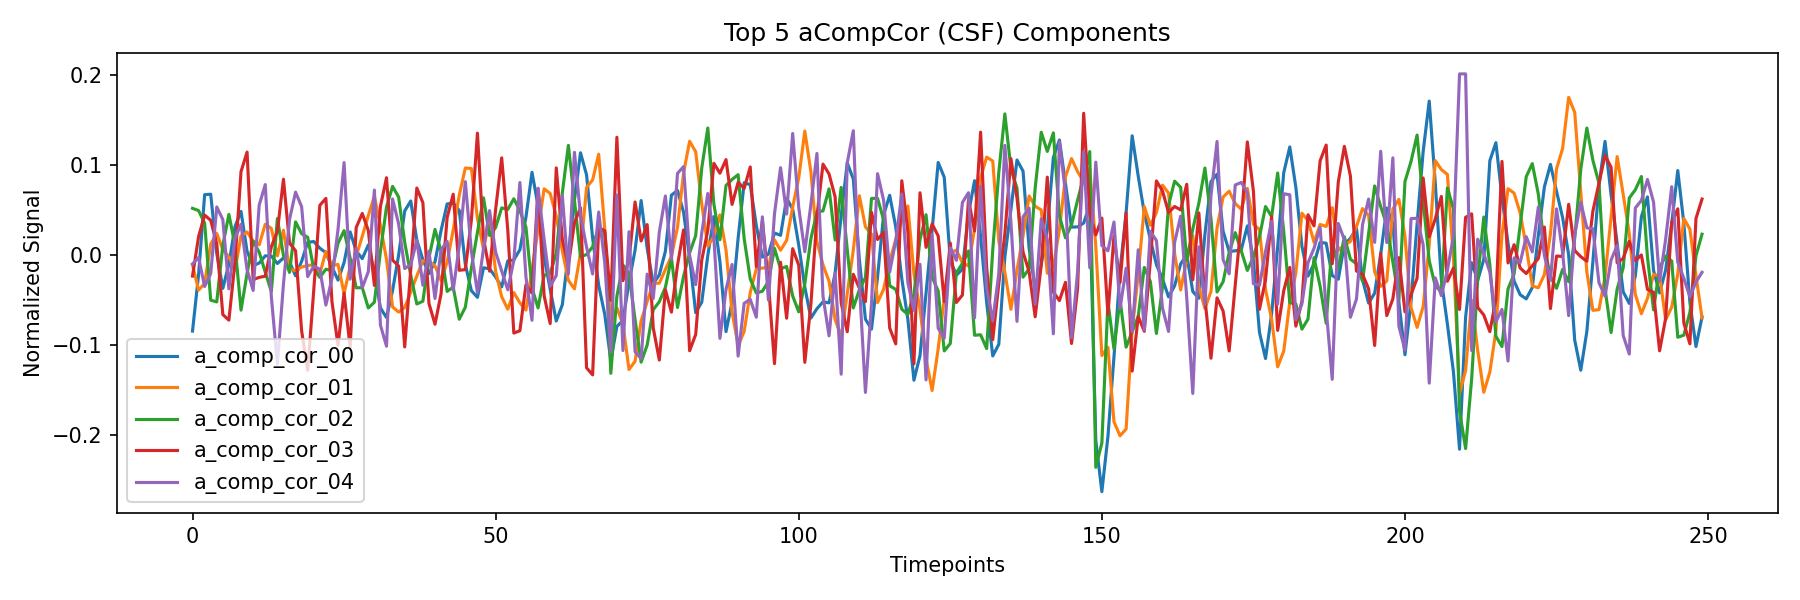 Top 5 aCompCor (CSF) Components
Normalized Signal
0.2
0.1
0.0
−0.1
−0.2
a_comp_cor_00
a_comp_cor_01
a_comp_cor_02
a_comp_cor_03
a_comp_cor_04
0 50 100 150 200 250
Timepoints